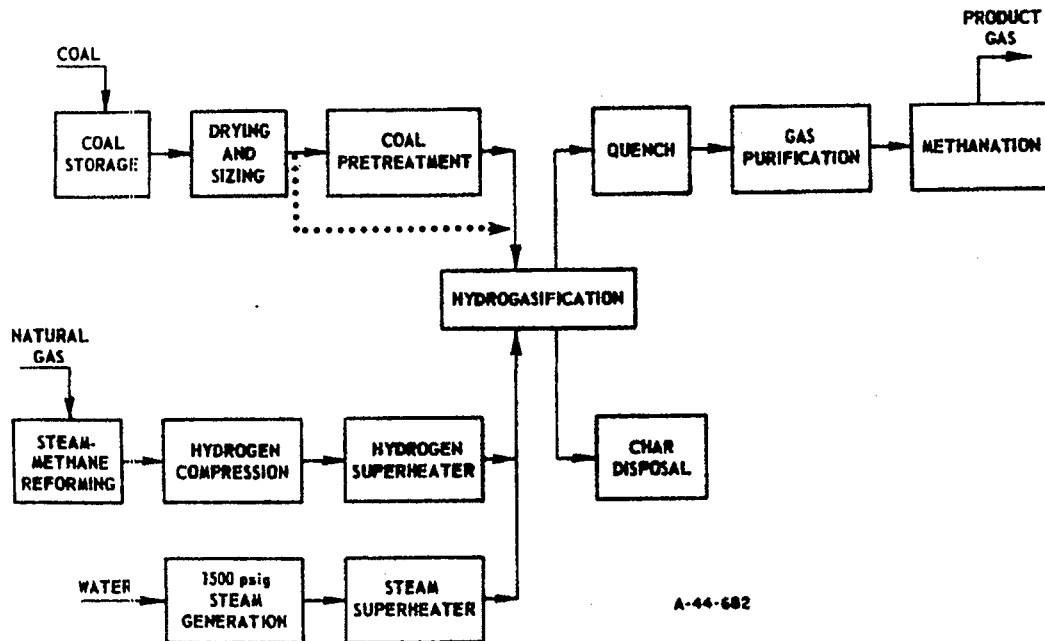 PRODUCT
GAS
COAL
COAL
STORAGE
DRYING
AND
SIZING
COAL
PRETREATMENT
QUENCH
GAS
PURIFICATION
METHANATION
HYDROGASIFICATION
NATURAL
GAS
STEAM-
METHANE
REFORMING
HYDROGEN
COMPRESSION
HYDROGEN
SUPERHEATER
CHAR
DISPOSAL
WATER
1500 psig
STEAM
GENERATION
STEAM
SUPERHEATER
A-44-682